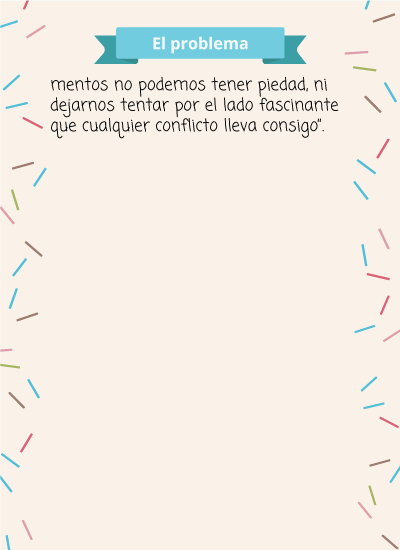 El problema
mentos no podemos tener piedad, ni
dejarnos tentar por el lado fascinante
que cualquier conflicto lleva consigo”.